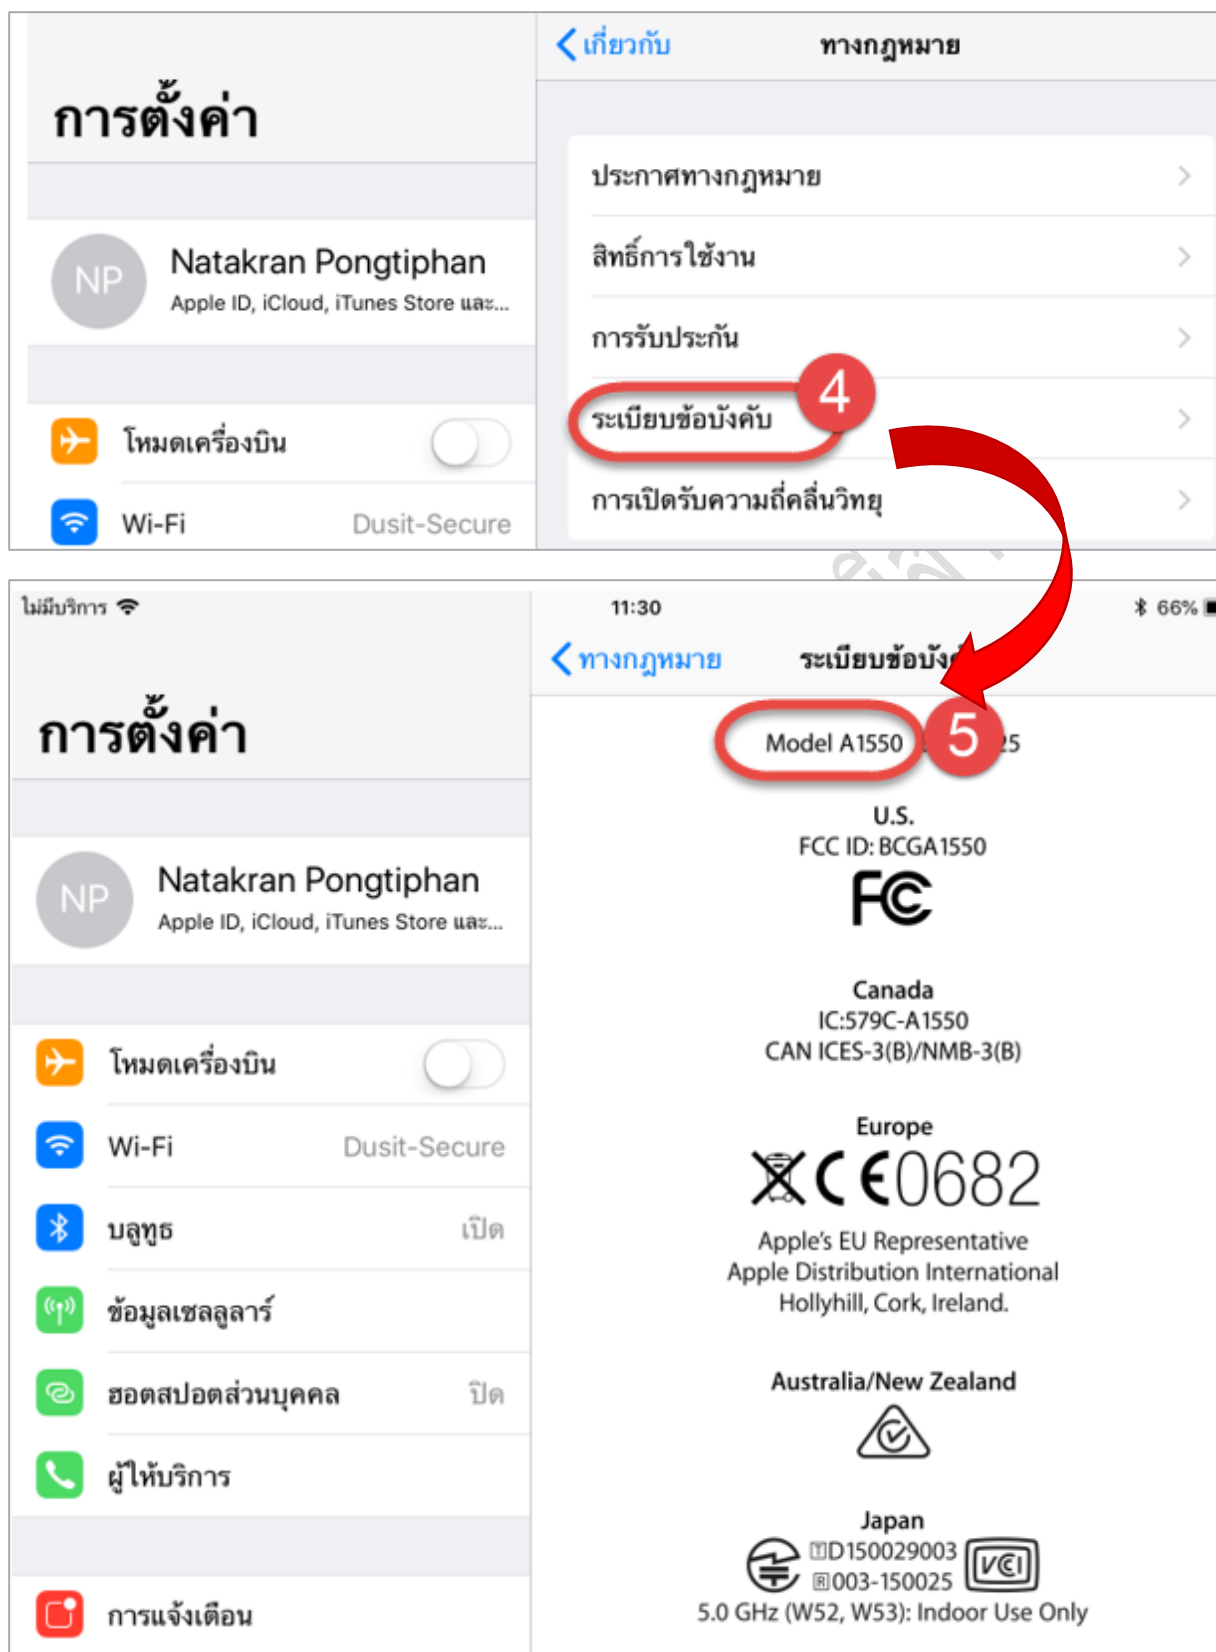 เกี่ยวกับ
ทางกฎหมาย
การตั้งค่า
NP
Natakran Pongtiphan
Apple ID, iCloud, iTunes Store และ...
โหมดเครื่องบิน
Wi-Fi
Dusit-Secure
ประกาศทางกฎหมาย
สิทธิ์การใช้งาน
การรับประกัน
ระเบียบข้อบังคับ
4
การเปิดรับความถี่คลื่นวิทยุ
ไม่มีบริการ
11:30
66%
ทางกฎหมาย
การตั้งค่า
NP
Natakran Pongtiphan
Apple ID, iCloud, iTunes Store และ...
โหมดเครื่องบิน
Wi-Fi
Dusit-Secure
บลูทูธ
เปิด
ข้อมูลเซลลูลาร์
ฮอตสปอตส่วนบุคคล
ปิด
ผู้ให้บริการ
การแจ้งเตือน
Model A1550
5
25
U.S.
FCC ID: BCGA1550
FC
Canada
IC:579C-A1550
CAN ICES-3(B)/NMB-3(B)
Europe
CE0682
Apple's EU Representative
Apple Distribution International
Hollyhill, Cork, Ireland.
Australia/New Zealand
Japan
T D150029003
R 003-150025
VCI
5.0 GHz (W52, W53): Indoor Use Only